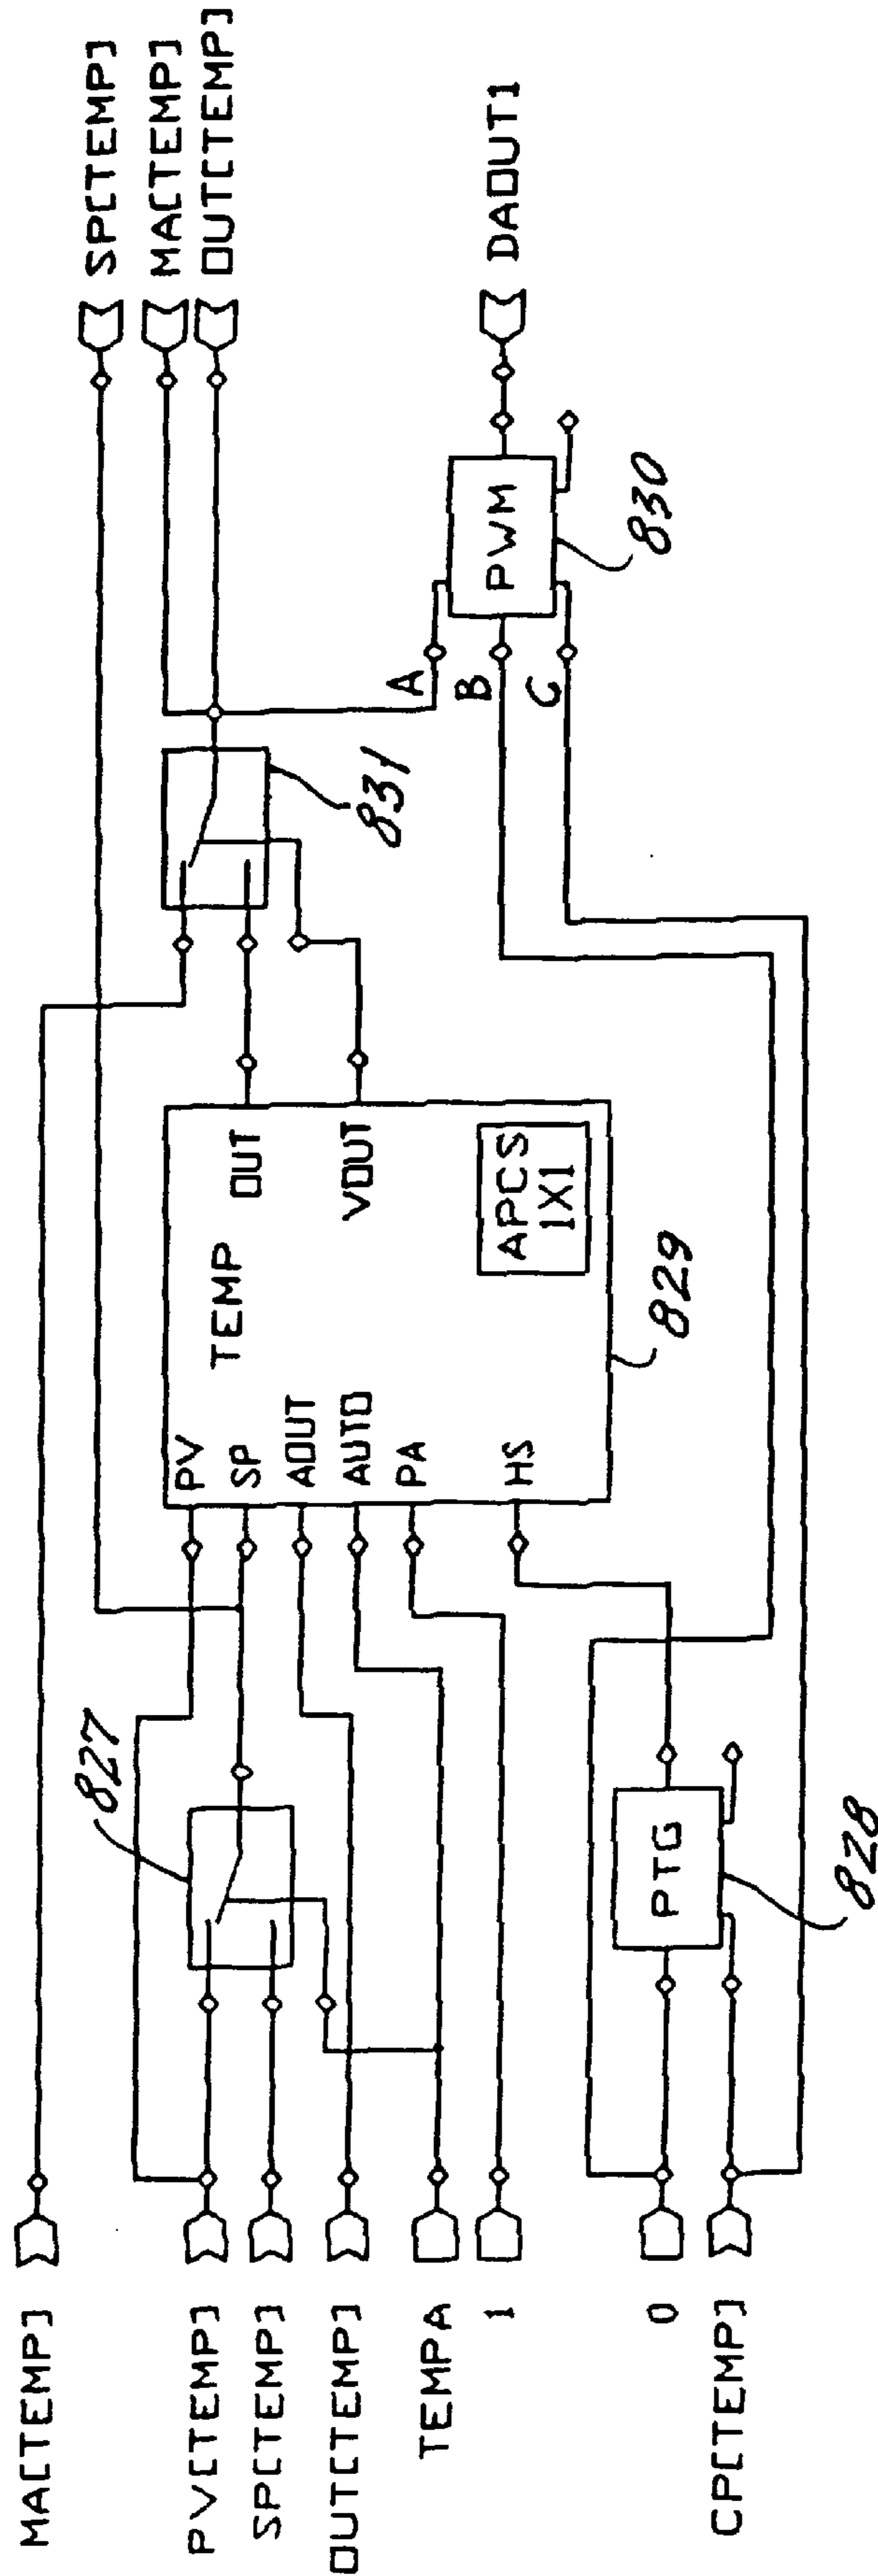 MA[TEMP]
PV[TEMP]
SP[TEMP]
OUT[TEMP]
TEMPA
1
0
CP[TEMP]
827
PTG
828
PV
SP
AOUT
AUTO
PA
HS
TEMP
OUT
VOUT
APCS
1X1
829
831
A
B
C
PWM
830
SP[TEMP]
MA[TEMP]
OUT[TEMP]
DAOUT1